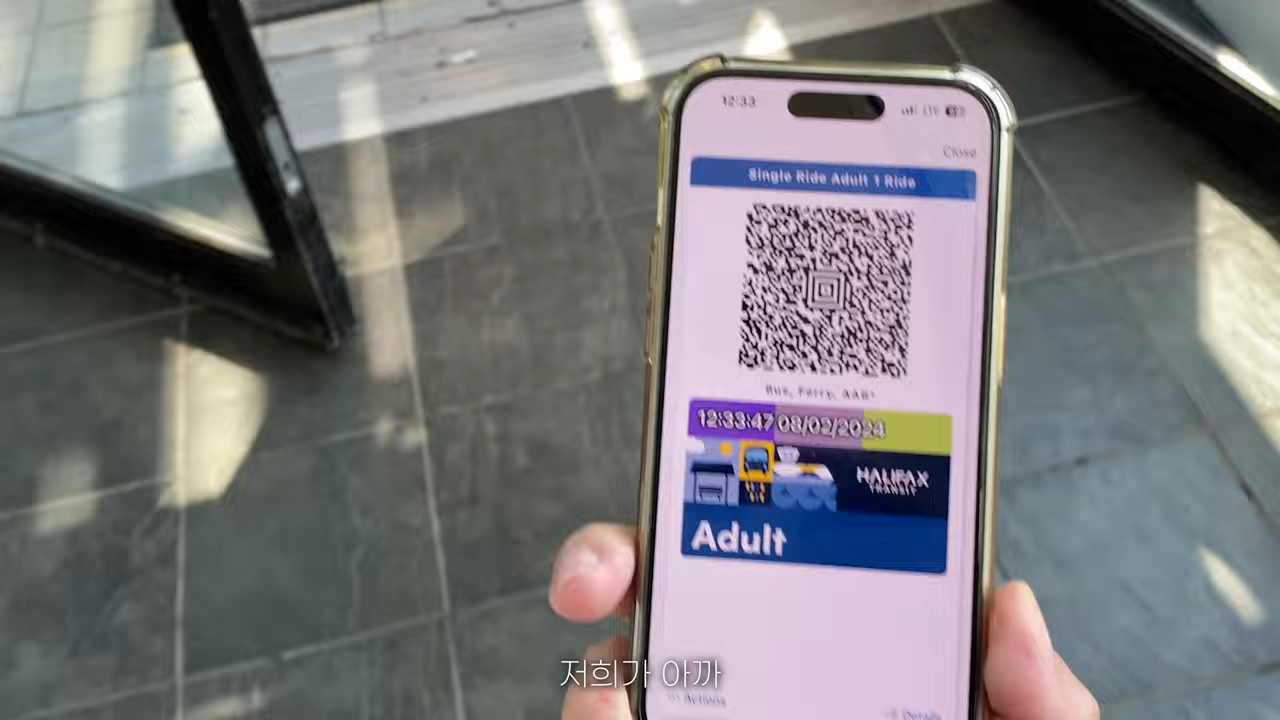 12:33
LTE
Close
Single Ride Adult 1 Ride
Bus, Ferry, AAB*
12:33:47 08/02/2024
HALIFAX
TRANSIT
Adult
저희가 아까
Actions
Details